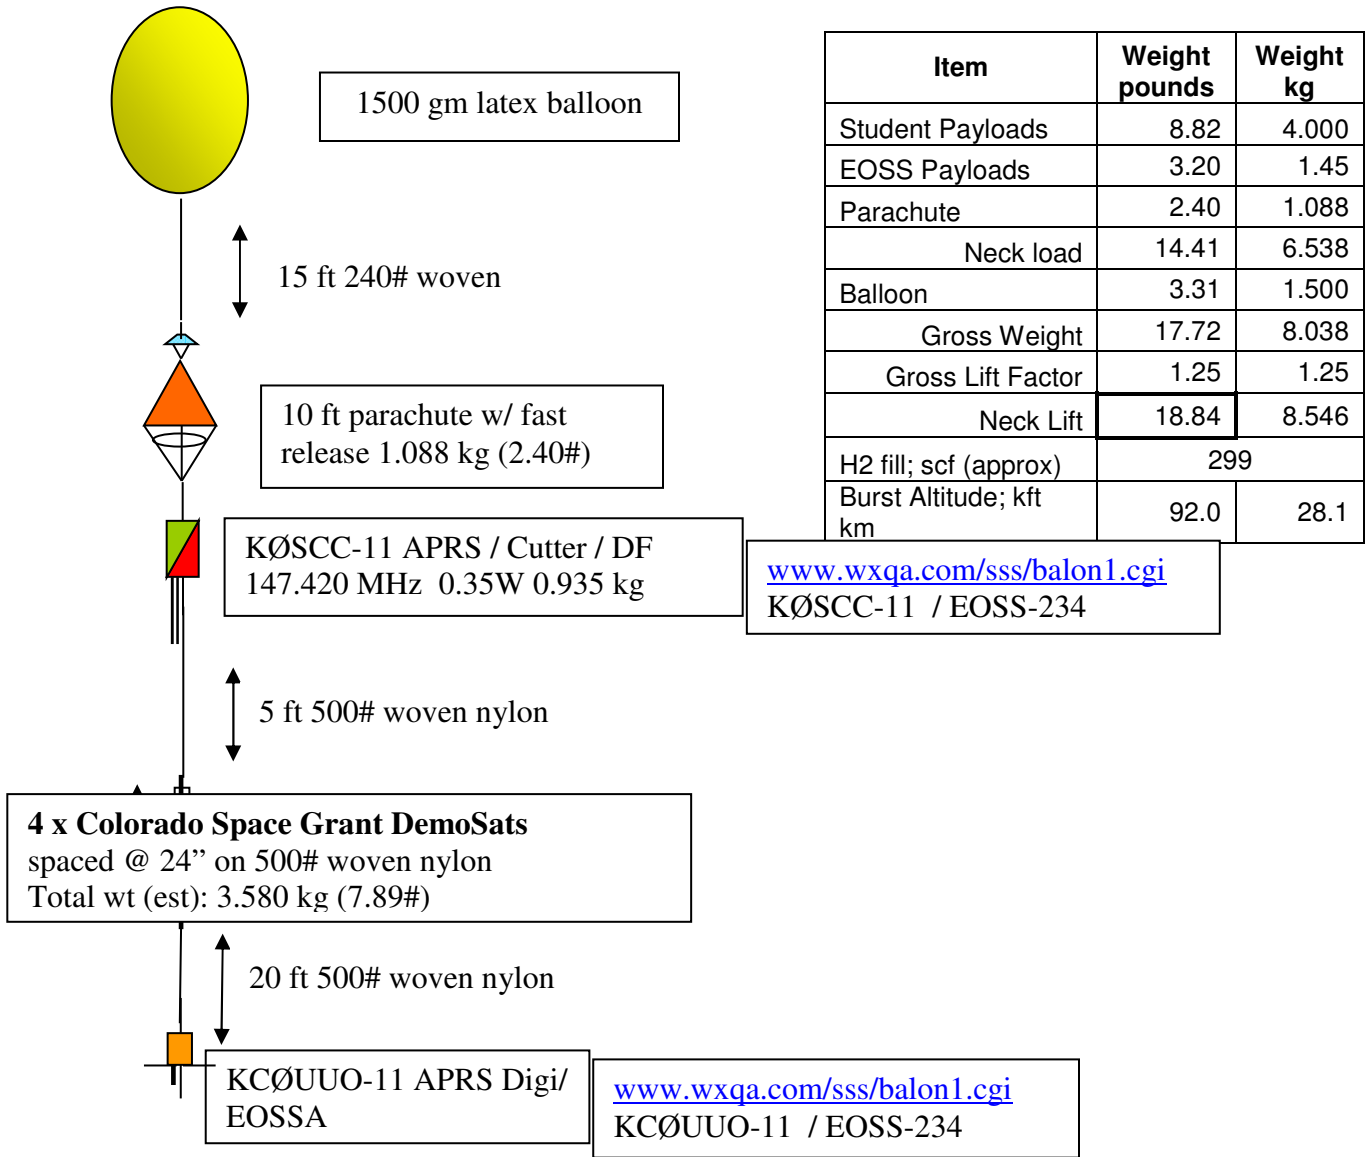 1500 gm latex balloon
15 ft 240# woven
10 ft parachute w/ fast
release 1.088 kg (2.40#)
KØSCC-11 APRS / Cutter / DF
147.420 MHz  0.35W 0.935 kg
www.wxqa.com/sss/balon1.cgi
KØSCC-11  / EOSS-234
5 ft 500# woven nylon
4 x Colorado Space Grant DemoSats
spaced @ 24” on 500# woven nylon
Total wt (est): 3.580 kg (7.89#)
20 ft 500# woven nylon
KCØUUO-11 APRS Digi/
EOSSA
www.wxqa.com/sss/balon1.cgi
KCØUUO-11  / EOSS-234
Item Weight pounds Weight kg
Student Payloads 8.82 4.000
EOSS Payloads 3.20 1.45
Parachute 2.40 1.088
Neck load 14.41 6.538
Balloon 3.31 1.500
Gross Weight 17.72 8.038
Gross Lift Factor 1.25 1.25
Neck Lift 18.84 8.546
H2 fill; scf (approx) 299
Burst Altitude; kft km 92.0 28.1